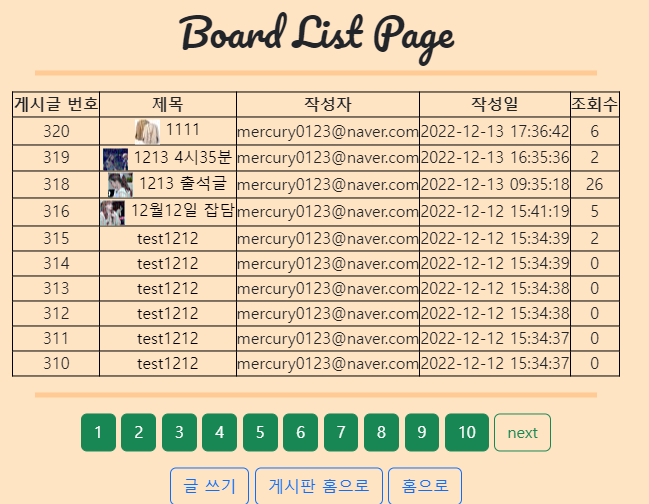 Board List Page
게시글 번호 제목 작성자 작성일 조회수
320 1111 mercury0123@naver.com 2022-12-13 17:36:42 6
319 1213 4시35분 mercury0123@naver.com 2022-12-13 16:35:36 2
318 1213 출석글 mercury0123@naver.com 2022-12-13 09:35:18 26
316 12월12일 잡담 mercury0123@naver.com 2022-12-12 15:41:19 5
315 test1212 mercury0123@naver.com 2022-12-12 15:34:39 2
314 test1212 mercury0123@naver.com 2022-12-12 15:34:39 0
313 test1212 mercury0123@naver.com 2022-12-12 15:34:38 0
312 test1212 mercury0123@naver.com 2022-12-12 15:34:38 0
311 test1212 mercury0123@naver.com 2022-12-12 15:34:37 0
310 test1212 mercury0123@naver.com 2022-12-12 15:34:37 0
1 2 3 4 5 6 7 8 9 10 next
글 쓰기 게시판 홈으로 홈으로